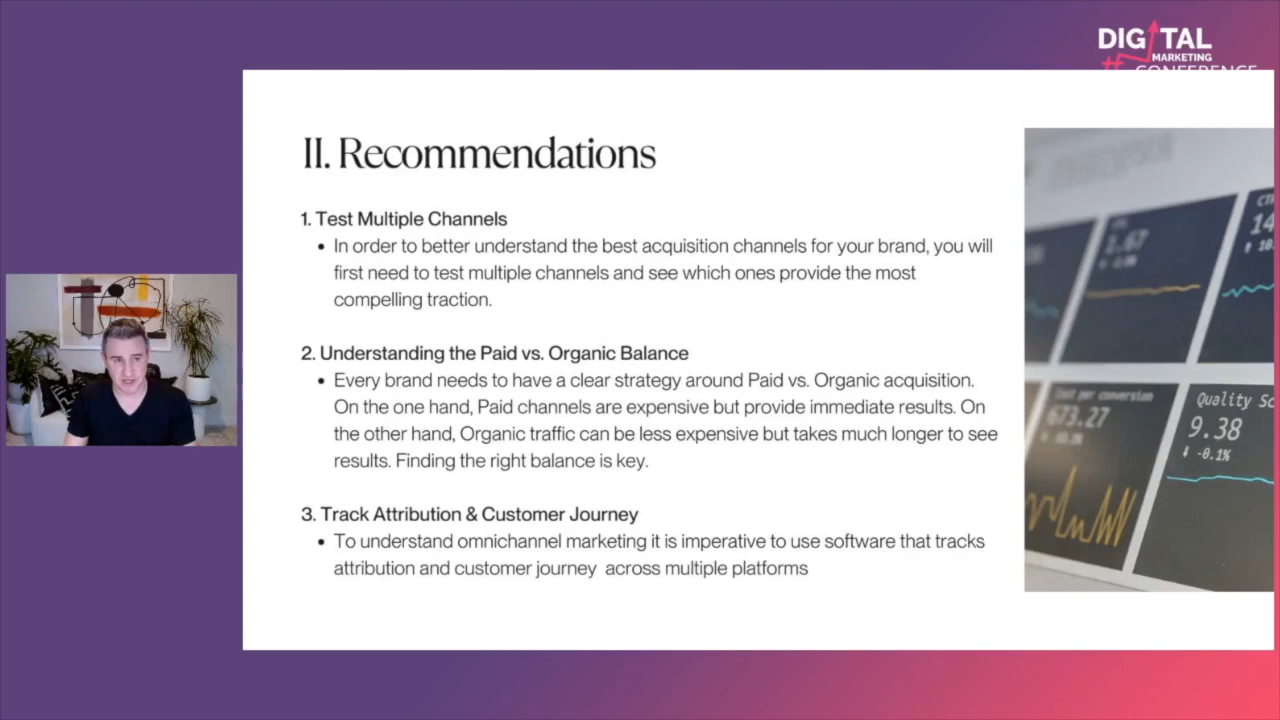 DIGITAL
MARKETING
#CONFERENCE
II. Recommendations
1. Test Multiple Channels
• In order to better understand the best acquisition channels for your brand, you will
first need to test multiple channels and see which ones provide the most
compelling traction.
2. Understanding the Paid vs. Organic Balance
• Every brand needs to have a clear strategy around Paid vs. Organic acquisition.
On the one hand, Paid channels are expensive but provide immediate results. On
the other hand, Organic traffic can be less expensive but takes much longer to see
results. Finding the right balance is key.
3. Track Attribution & Customer Journey
• To understand omnichannel marketing it is imperative to use software that tracks
attribution and customer journey across multiple platforms
1.67
14
Cost per conversion
673.27
Quality Sc
9.38
-0.1%